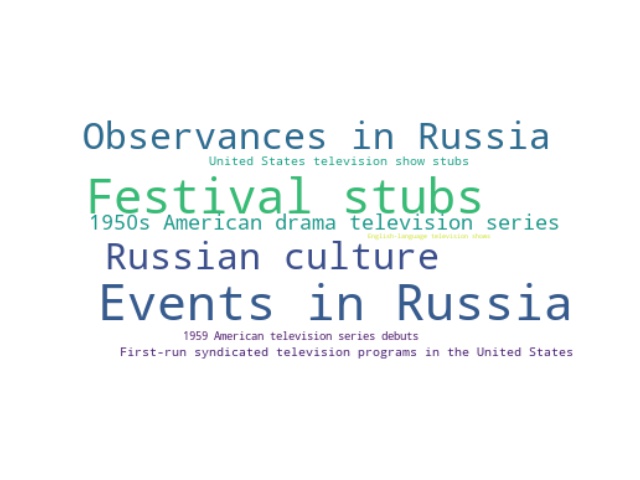 Observances in Russia
United States television show stubs
Festival stubs
1950s American drama television series
English-language television shows
Russian culture
Events in Russia
1959 American television series debuts
First-run syndicated television programs in the United States